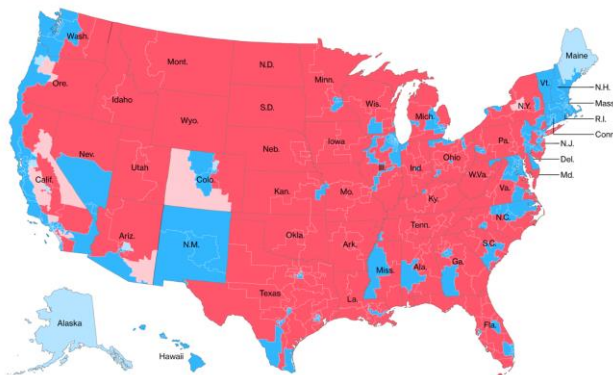 Wash.
Mont.
N.D.
Minn.
Maine
Ore.
Idaho
S.D.
Wis.
Mich.
Vt.
N.Y.
N.H.
Mass
R.I.
Conn
Wyo.
Iowa
Neb.
Pa.
N.J.
Nev.
Utah
Colo.
Ill.
Ind.
Ohio
Del.
Md.
Calif.
Kan.
Mo.
W.Va.
Va.
Ky.
Ariz.
N.M.
Okla.
Ark.
Tenn.
N.C.
S.C.
Texas
La.
Miss.
Ala.
Ga.
Alaska
Hawaii
Fla.